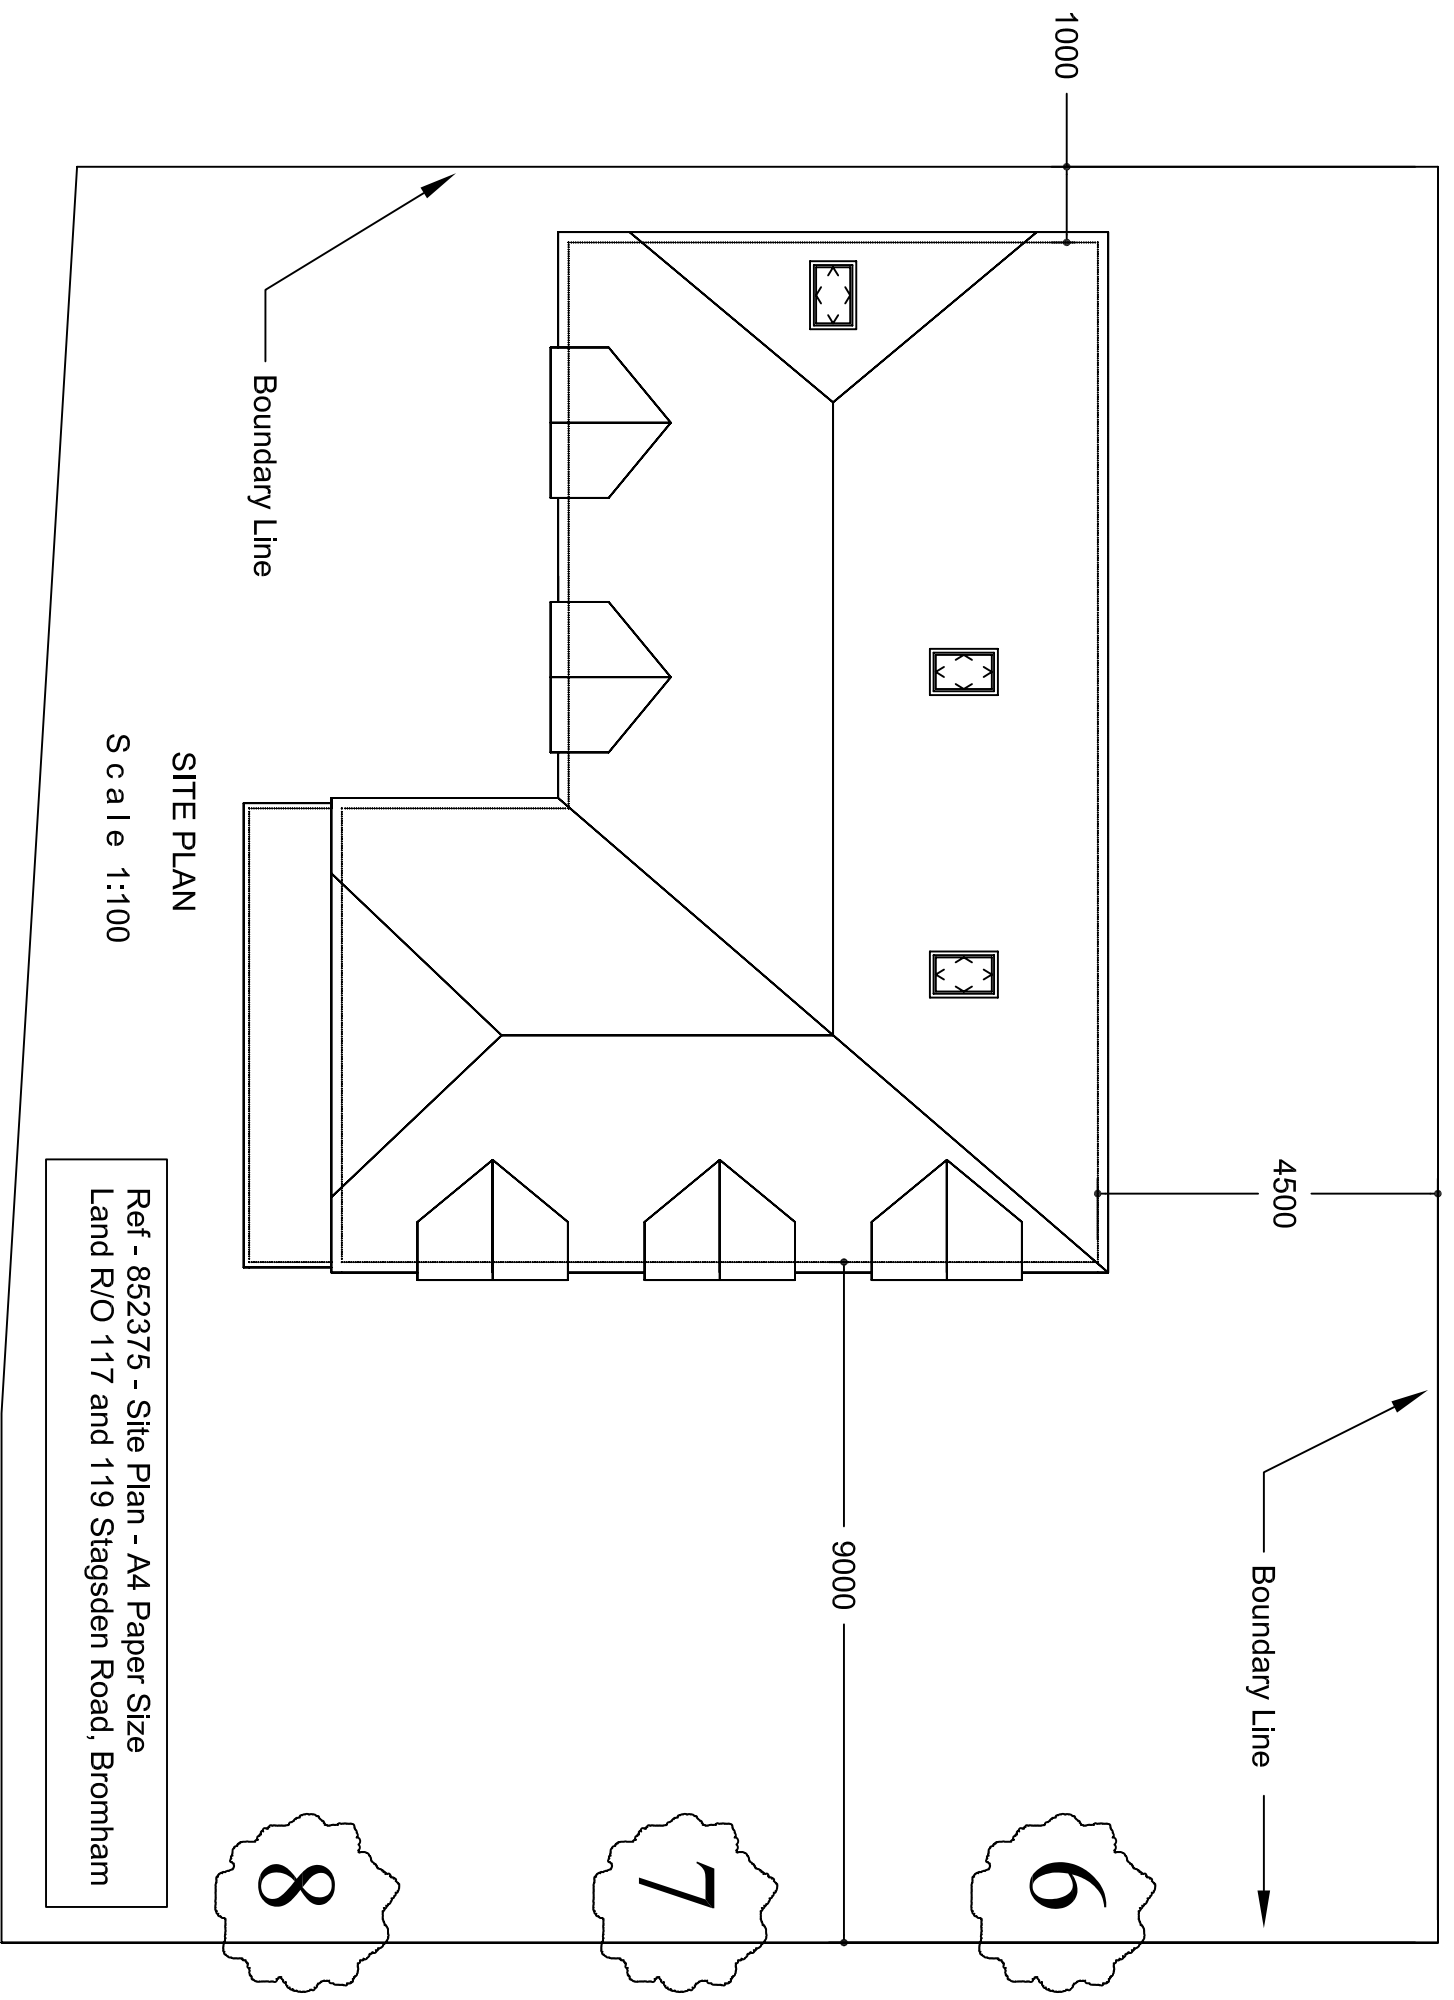 1000
4500
Boundary Line
9000
Boundary Line
SITE PLAN
Scale 1:100
6
7
8
Ref - 852375 - Site Plan - A4 Paper Size
Land R/O 117 and 119 Stagsden Road, Bromham